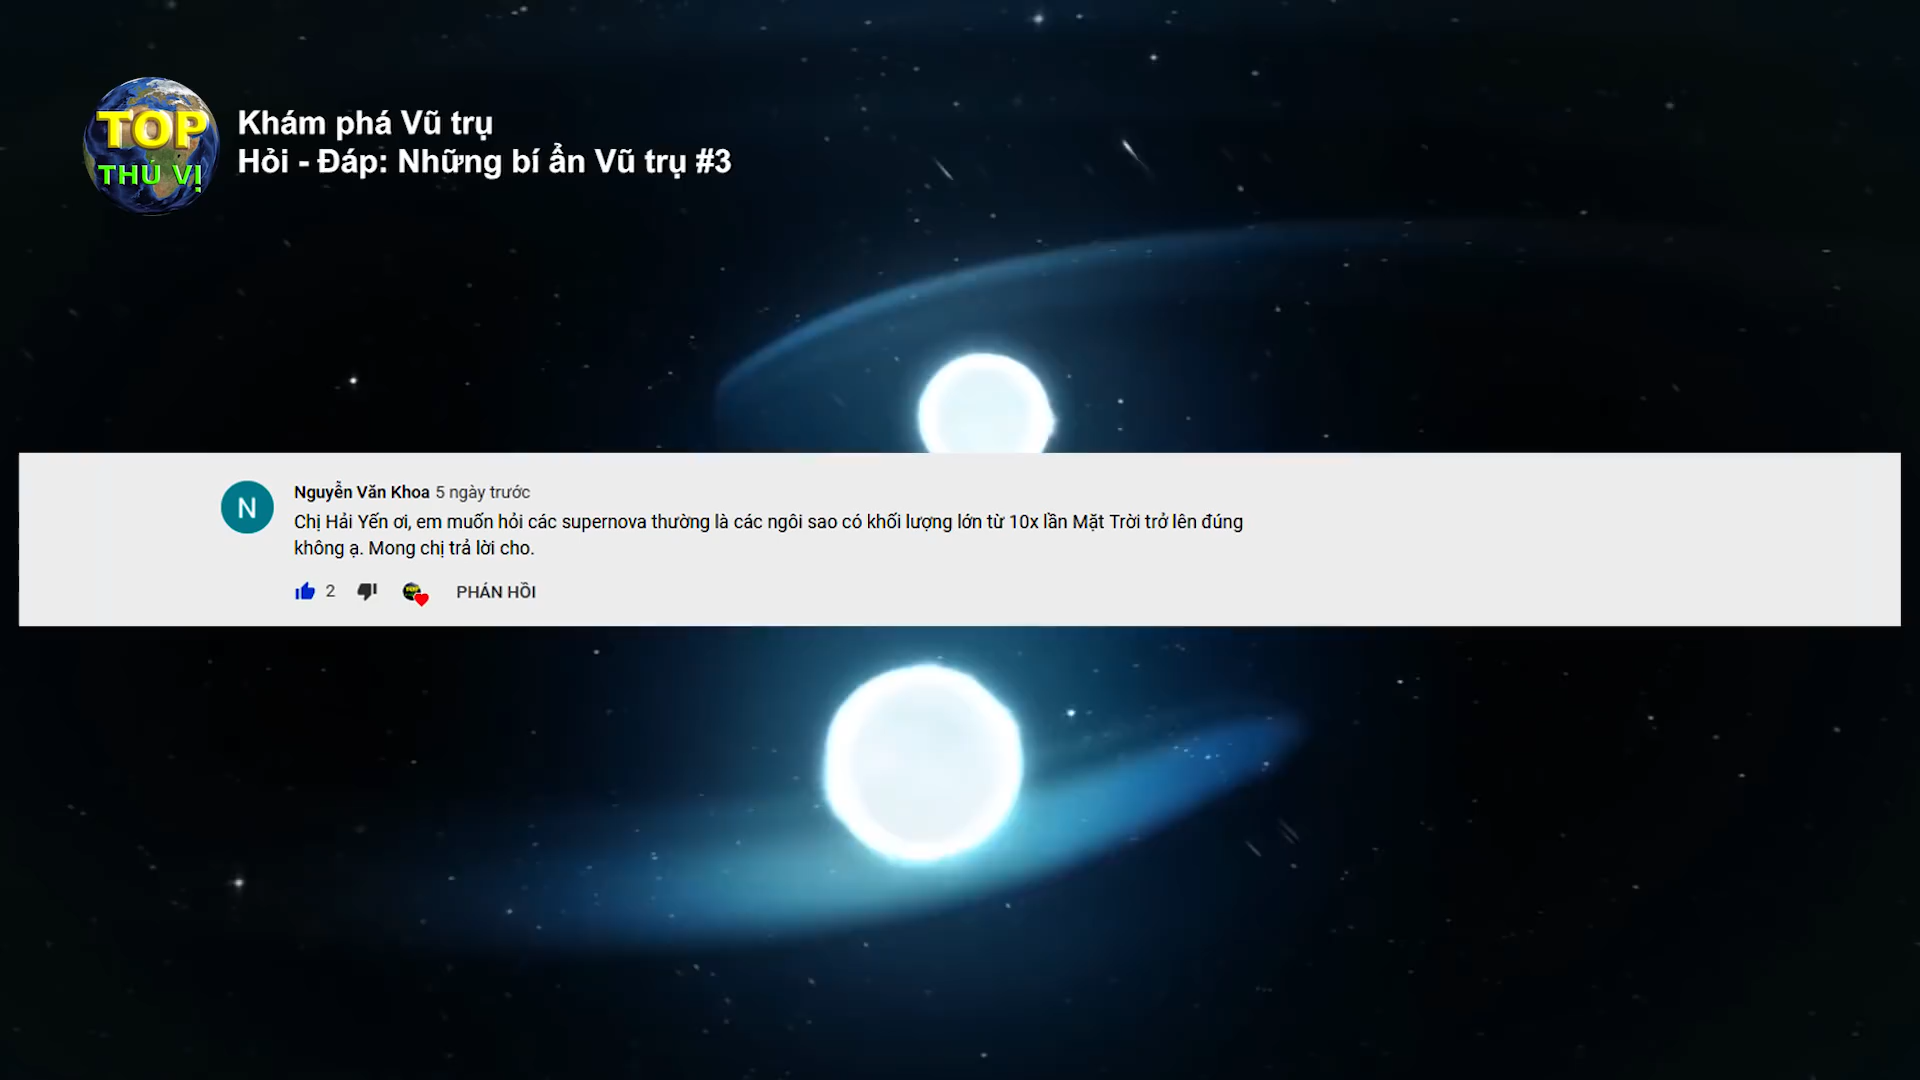 TOP
THÚ VỊ
Khám phá Vũ trụ
Hỏi - Đáp: Những bí ẩn Vũ trụ #3
N
Nguyễn Văn Khoa 5 ngày trước
Chị Hải Yến ơi, em muốn hỏi các supernova thường là các ngôi sao có khối lượng lớn từ 10x lần Mặt Trời trở lên đúng
không ạ. Mong chị trả lời cho.
2
PHẢN HỒI